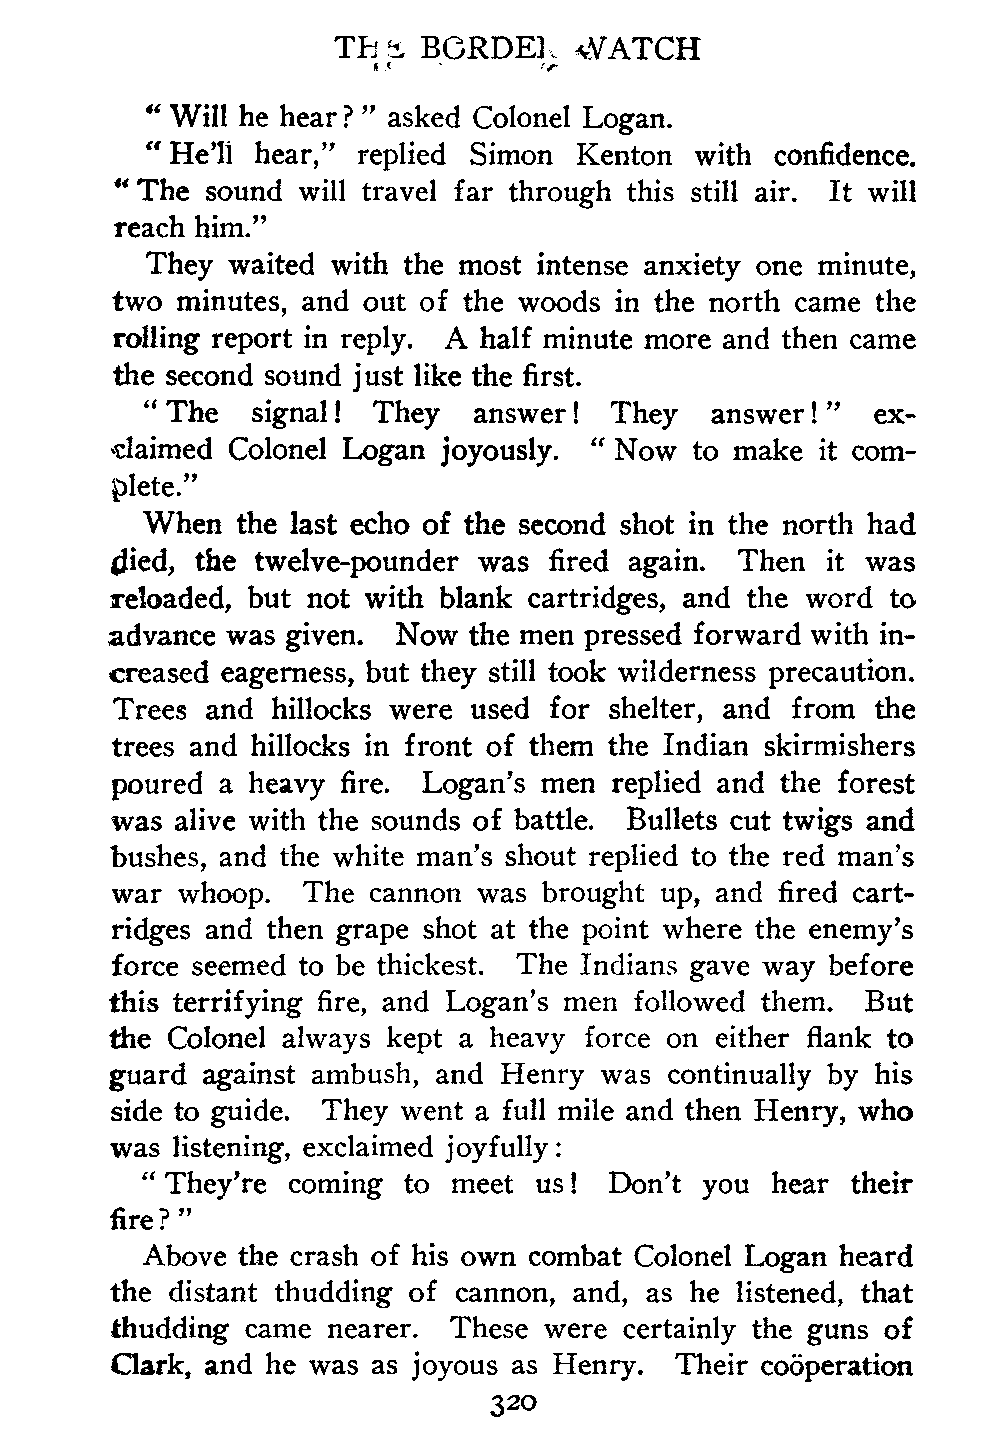 THE BORDER WATCH
“ Will he hear? ” asked Colonel Logan.
“ He’ll hear,” replied Simon Kenton with confidence.
“ The sound will travel far through this still air. It will
reach him.”
They waited with the most intense anxiety one minute,
two minutes, and out of the woods in the north came the
rolling report in reply. A half minute more and then came
the second sound just like the first.
“ The signal! They answer! They answer! ” ex-
claimed Colonel Logan joyously. “ Now to make it com-
plete.”
When the last echo of the second shot in the north had
died, the twelve-pounder was fired again. Then it was
reloaded, but not with blank cartridges, and the word to
advance was given. Now the men pressed forward with in-
creased eagerness, but they still took wilderness precaution.
Trees and hillocks were used for shelter, and from the
trees and hillocks in front of them the Indian skirmishers
poured a heavy fire. Logan’s men replied and the forest
was alive with the sounds of battle. Bullets cut twigs and
bushes, and the white man’s shout replied to the red man’s
war whoop. The cannon was brought up, and fired cart-
ridges and then grape shot at the point where the enemy’s
force seemed to be thickest. The Indians gave way before
this terrifying fire, and Logan’s men followed them. But
the Colonel always kept a heavy force on either flank to
guard against ambush, and Henry was continually by his
side to guide. They went a full mile and then Henry, who
was listening, exclaimed joyfully:
“ They’re coming to meet us! Don’t you hear their
fire? ”
Above the crash of his own combat Colonel Logan heard
the distant thudding of cannon, and, as he listened, that
thudding came nearer. These were certainly the guns of
Clark, and he was as joyous as Henry. Their coöperation
320